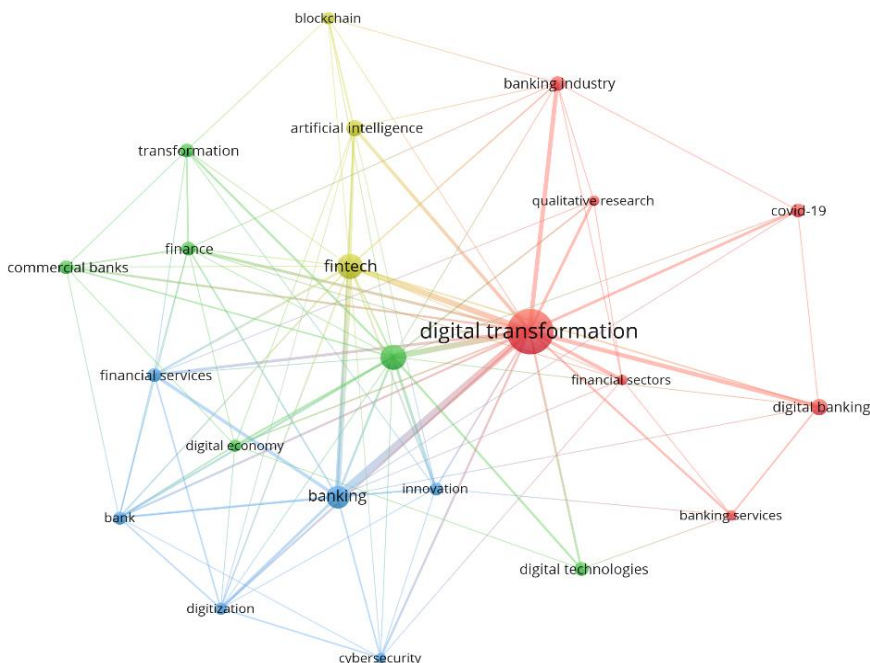 blockchain
banking industry
artificial intelligence
transformation
qualitative research
covid-19
finance
commercial banks
fintech
digital transformation
financial services
financial sectors
digital banking
digital economy
banking
innovation
bank
banking services
digital technologies
digitization
cybersecurity